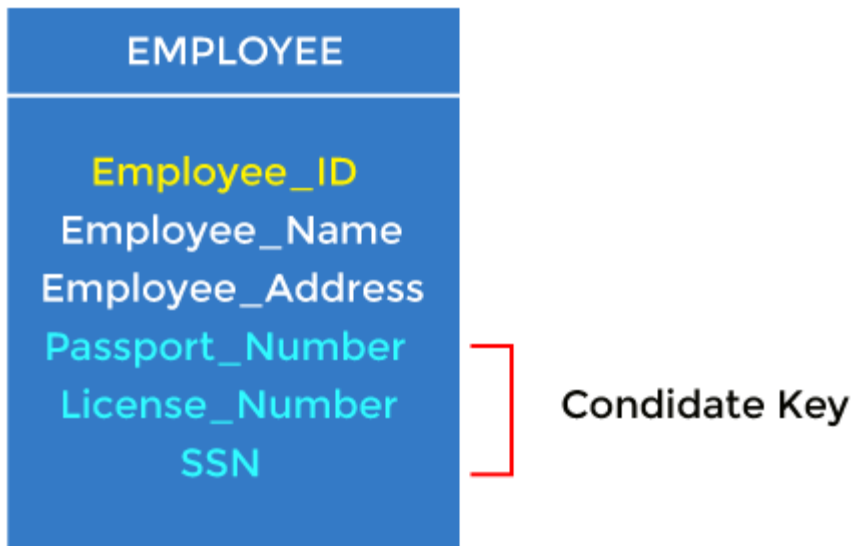 EMPLOYEE
Employee_ID
Employee_Name
Employee_Address
Passport_Number
License_Number
SSN
Condidate Key